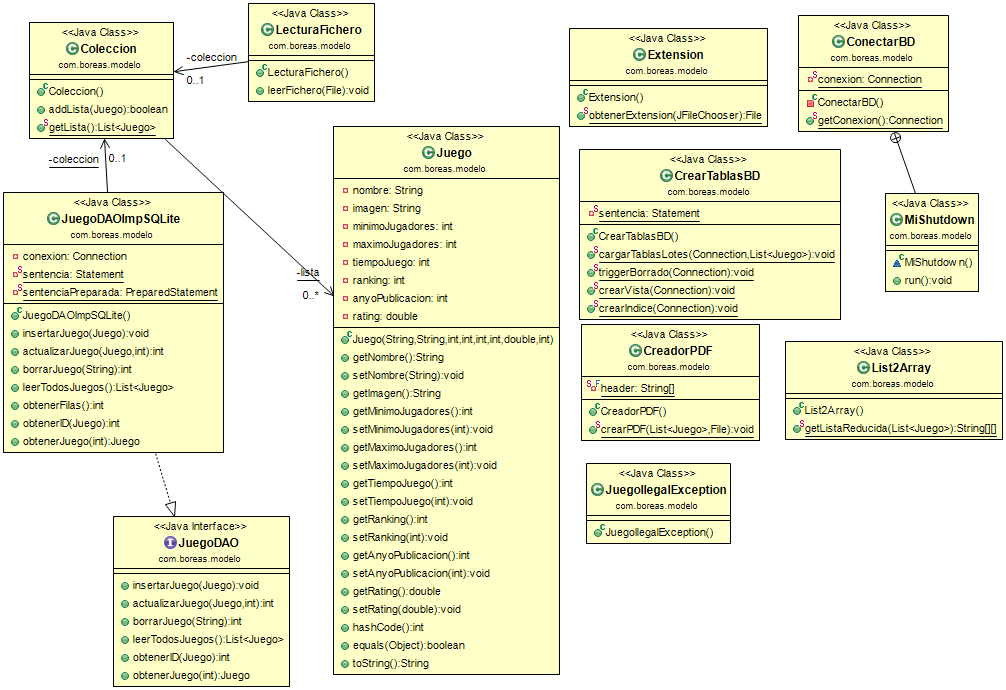 <<Java Class>>
Coleccion
com.boreas.modelo
Coleccion()
addLista(Juego):boolean
getLista():List<Juego>
<<Java Class>>
LecturaFichero
com.boreas.modelo
LecturaFichero()
leerFichero(File):void
-coleccion
0..1
-coleccion
0..1
-lista
0..*
<<Java Class>>
JuegoDAOImpSQLite
com.boreas.modelo
conexion: Connection
sentencia: Statement
sentenciaPreparada: PreparedStatement
JuegoDAOImpSQLite()
insertarJuego(Juego):void
actualizarJuego(Juego,int):int
borrarJuego(String):int
leerTodosJuegos():List<Juego>
obtenerFilas():int
obtenerID(Juego):int
obtenerJuego(int):Juego
<<Java Interface>>
JuegoDAO
com.boreas.modelo
insertarJuego(Juego):void
actualizarJuego(Juego,int):int
borrarJuego(String):int
leerTodosJuegos():List<Juego>
obtenerID(Juego):int
obtenerJuego(int):Juego
<<Java Class>>
Juego
com.boreas.modelo
nombre: String
imagen: String
minimoJugadores: int
maximoJugadores: int
tiempoJuego: int
ranking: int
anyoPublicacion: int
rating: double
Juego(String,String,int,int,int,int,double,int)
getNombre():String
setNombre(String):void
getImagen():String
getMinimoJugadores():int
setMinimoJugadores(int):void
getMaximoJugadores():int
setMaximoJugadores(int):void
getTiempoJuego():int
setTiempoJuego(int):void
getRanking():int
setRanking(int):void
getAnyoPublicacion():int
setAnyoPublicacion(int):void
getRating():double
setRating(double):void
hashCode():int
equals(Object):boolean
toString():String
<<Java Class>>
Extension
com.boreas.modelo
Extension()
obtenerExtension(JFileChooser):File
<<Java Class>>
ConectarBD
com.boreas.modelo
conexion: Connection
ConectarBD()
getConexion():Connection
<<Java Class>>
CrearTablasBD
com.boreas.modelo
sentencia: Statement
CrearTablasBD()
cargarTablasLotes(Connection,List<Juego>):void
triggerBorrado(Connection):void
crearVista(Connection):void
crearIndice(Connection):void
<<Java Class>>
MiShutdown
com.boreas.modelo
MiShutdown()
run():void
<<Java Class>>
CreadorPDF
com.boreas.modelo
header: String[]
CreadorPDF()
crearPDF(List<Juego>,File):void
<<Java Class>>
List2Array
com.boreas.modelo
List2Array()
getListaReducida(List<Juego>):String[][]
<<Java Class>>
JuegoIlegalException
com.boreas.modelo
JuegoIlegalException()